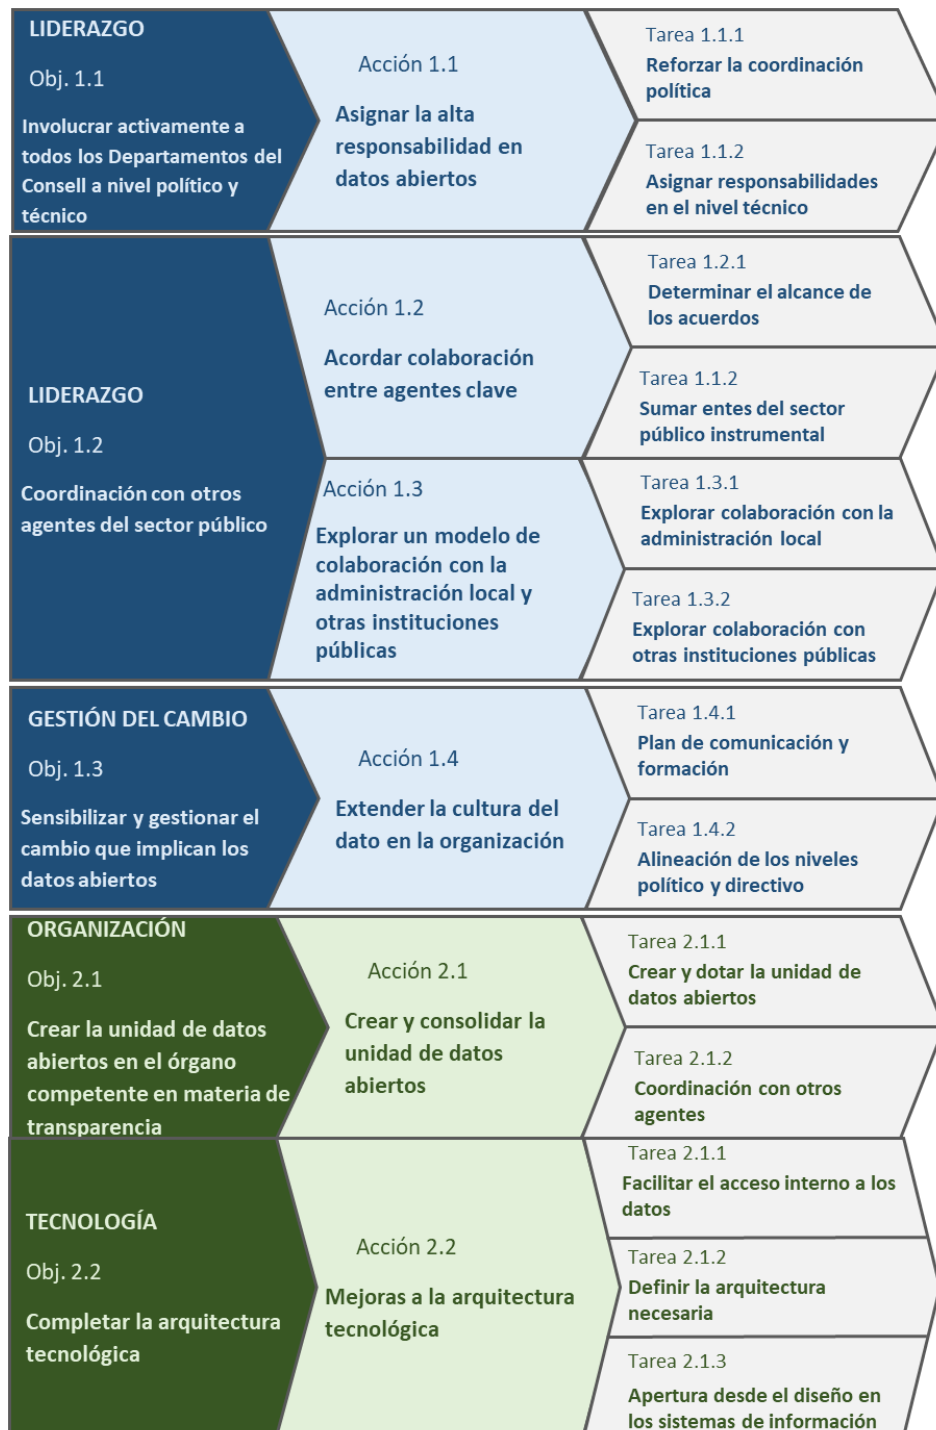 LIDERAZGO
Obj. 1.1
Involucrar activamente a
todos los Departamentos del
Consell a nivel político y
técnico
Acción 1.1
Asignar la alta
responsabilidad en
datos abiertos
Tarea 1.1.1
Reforzar la coordinación
política
Tarea 1.1.2
Asignar responsabilidades
en el nivel técnico
LIDERAZGO
Obj. 1.2
Coordinación con otros
agentes del sector público
Acción 1.2
Acordar colaboración
entre agentes clave
Tarea 1.2.1
Determinar el alcance de
los acuerdos
Tarea 1.1.2
Sumar entes del sector
público instrumental
Acción 1.3
Explorar un modelo de
colaboración con la
administración local y
otras instituciones
públicas
Tarea 1.3.1
Explorar colaboración con la
administración local
Tarea 1.3.2
Explorar colaboración con
otras instituciones públicas
GESTIÓN DEL CAMBIO
Obj. 1.3
Sensibilizar y gestionar el
cambio que implican los
datos abiertos
Acción 1.4
Extender la cultura del
dato en la organización
Tarea 1.4.1
Plan de comunicación y
formación
Tarea 1.4.2
Alineación de los niveles
político y directivo
ORGANIZACIÓN
Obj. 2.1
Crear la unidad de datos
abiertos en el órgano
competente en materia de
transparencia
Acción 2.1
Crear y consolidar la
unidad de datos
abiertos
Tarea 2.1.1
Crear y dotar la unidad de
datos abiertos
Tarea 2.1.2
Coordinación con otros
agentes
TECNOLOGÍA
Obj. 2.2
Completar la arquitectura
tecnológica
Acción 2.2
Mejoras a la arquitectura
tecnológica
Tarea 2.1.1
Facilitar el acceso interno a los
datos
Tarea 2.1.2
Definir la arquitectura
necesaria
Tarea 2.1.3
Apertura desde el diseño en
los sistemas de información